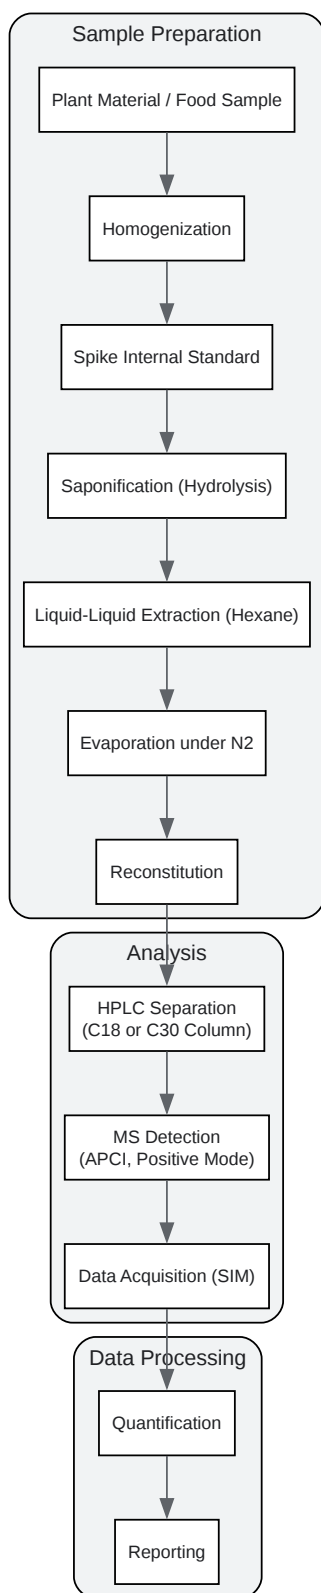 Sample Preparation
Plant Material / Food Sample
Homogenization
Spike Internal Standard
Saponification (Hydrolysis)
Liquid-Liquid Extraction (Hexane)
Evaporation under N2
Reconstitution
Analysis
HPLC Separation
(C18 or C30 Column)
MS Detection
(APCI, Positive Mode)
Data Acquisition (SIM)
Data Processing
Quantification
Reporting